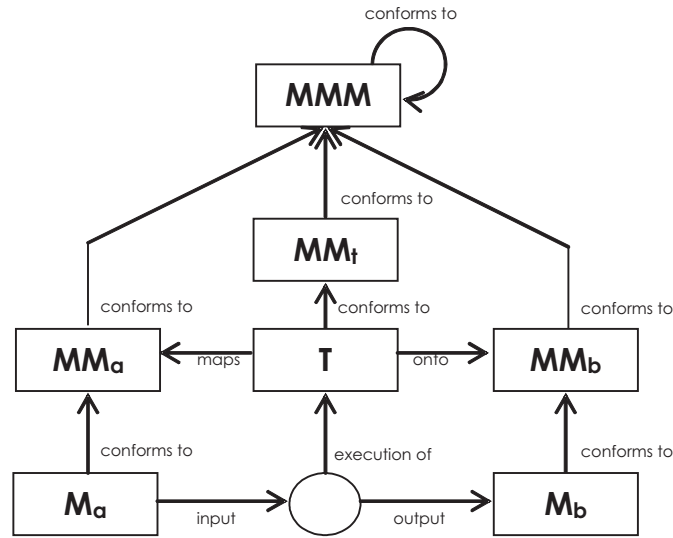 conforms to
MMM
conforms to
MMt
conforms to
conforms to
conforms to
MMa
maps
T
onto
MMb
conforms to
execution of
conforms to
Ma
input
output
Mb